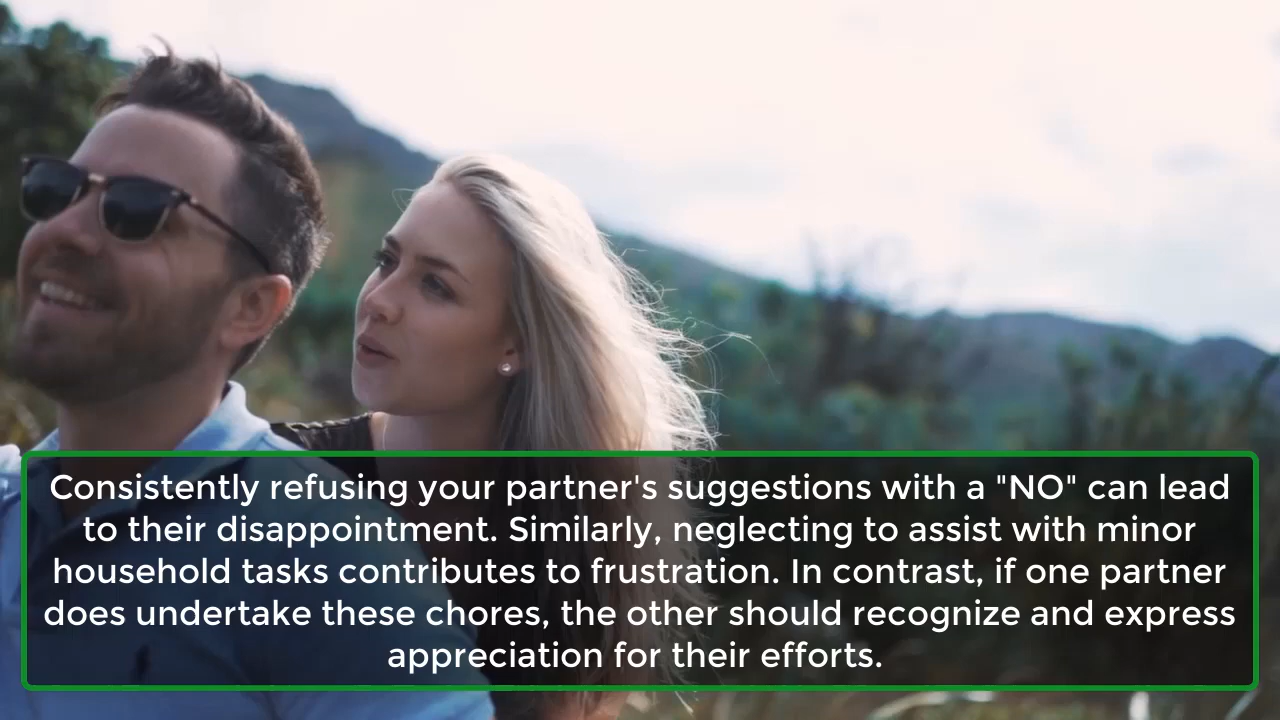 Consistently refusing your partner's suggestions with a "NO" can lead
to their disappointment. Similarly, neglecting to assist with minor
household tasks contributes to frustration. In contrast, if one partner
does undertake these chores, the other should recognize and express
appreciation for their efforts.